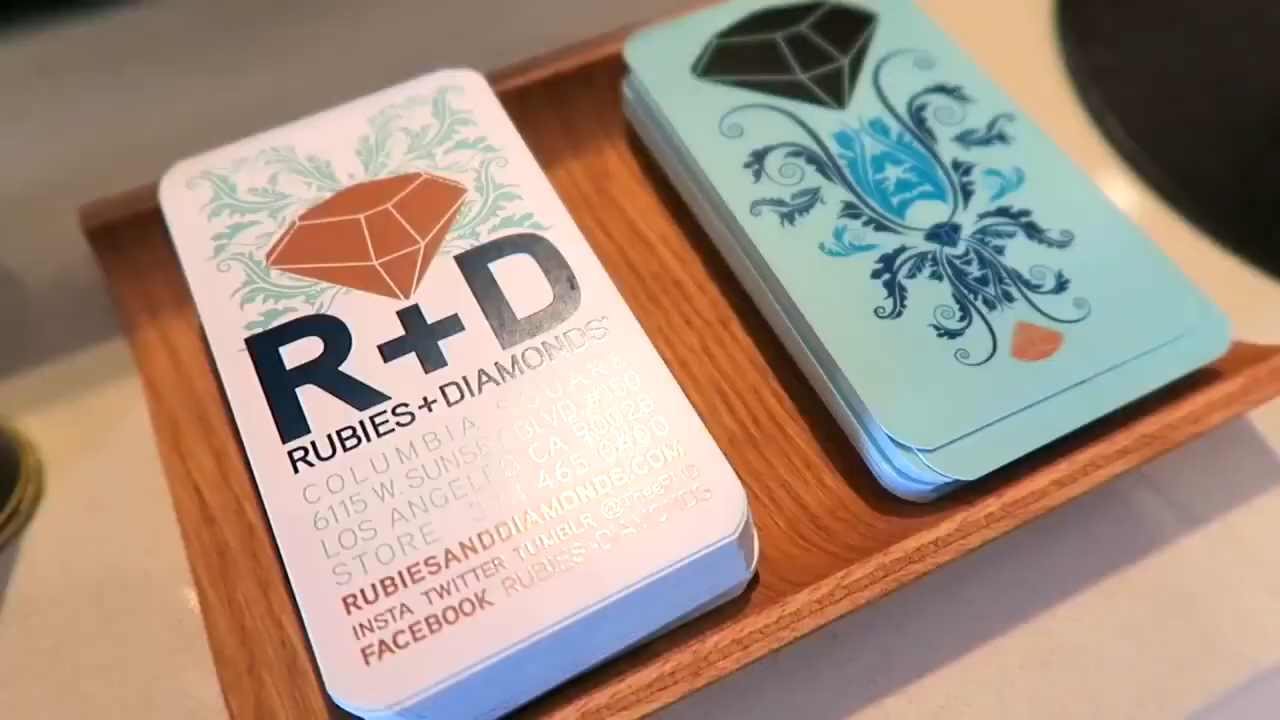 R+D
RUBIES+DIAMONDS
COLUMBIA SQUARE
6115 W. SUNSET BLVD. #150
LOS ANGELES CA 90028
STORE 465 0400
RUBIESANDDIAMONDS.COM
INSTA TWITTER TUMBLR
FACEBOOK